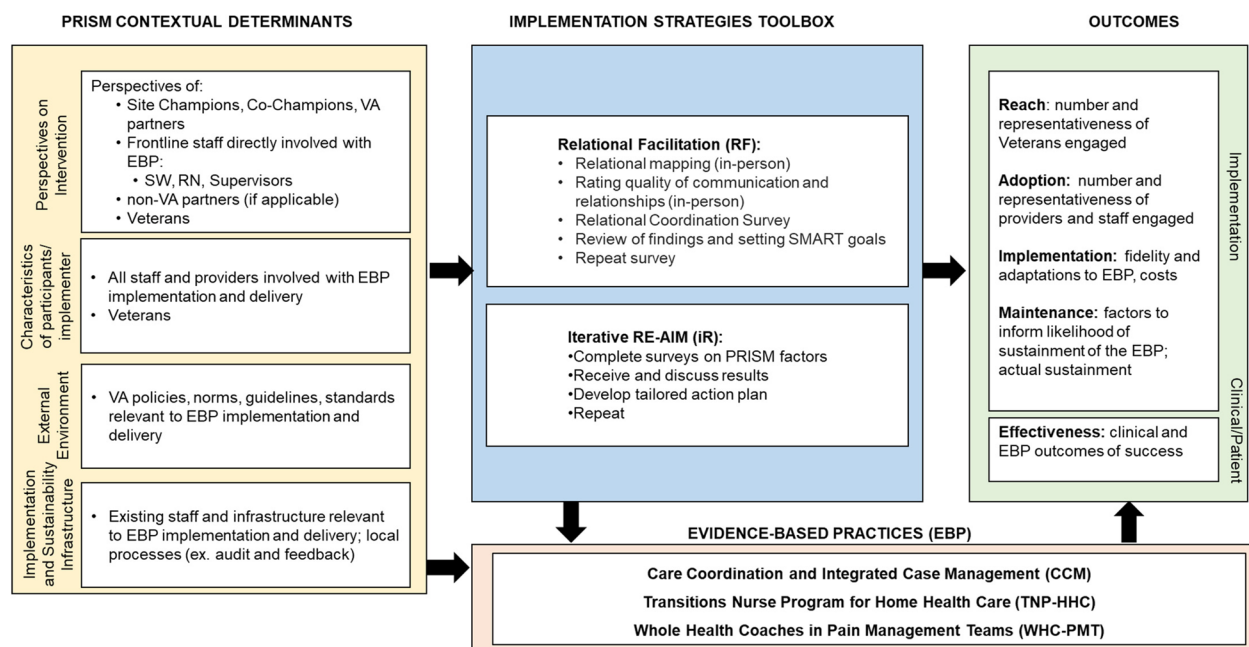 PRISM CONTEXTUAL DETERMINANTS
Perspectives on
Intervention
Perspectives of:
• Site Champions, Co-Champions, VA
partners
• Frontline staff directly involved with
EBP:
• SW, RN, Supervisors
• non-VA partners (if applicable)
• Veterans
Characteristics
of participants/
implementer
• All staff and providers involved with EBP
implementation and delivery
• Veterans
External
Environment
• VA policies, norms, guidelines, standards
relevant to EBP implementation and
delivery
Implementation
and Sustainability
Infrastructure
• Existing staff and infrastructure relevant
to EBP implementation and delivery; local
processes (ex. audit and feedback)
IMPLEMENTATION STRATEGIES TOOLBOX
Relational Facilitation (RF):
• Relational mapping (in-person)
• Rating quality of communication and
relationships (in-person)
• Relational Coordination Survey
• Review of findings and setting SMART goals
• Repeat survey
Iterative RE-AIM (iR):
•Complete surveys on PRISM factors
•Receive and discuss results
•Develop tailored action plan
•Repeat
OUTCOMES
Reach: number and
representativeness of
Veterans engaged
Adoption: number and
representativeness of
providers and staff engaged
Implementation: fidelity and
adaptations to EBP, costs
Maintenance: factors to
inform likelihood of
sustainment of the EBP;
actual sustainment
Implementation
Effectiveness: clinical and
EBP outcomes of success
Clinical/Patient
EVIDENCE-BASED PRACTICES (EBP)
Care Coordination and Integrated Case Management (CCM)
Transitions Nurse Program for Home Health Care (TNP-HHC)
Whole Health Coaches in Pain Management Teams (WHC-PMT)